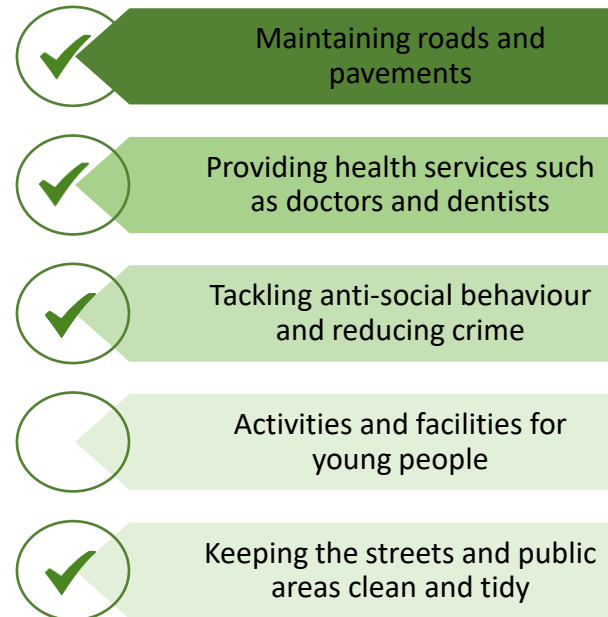 Maintaining roads and
pavements
Providing health services such
as doctors and dentists
Tackling anti-social behaviour
and reducing crime
Activities and facilities for
young people
Keeping the streets and public
areas clean and tidy